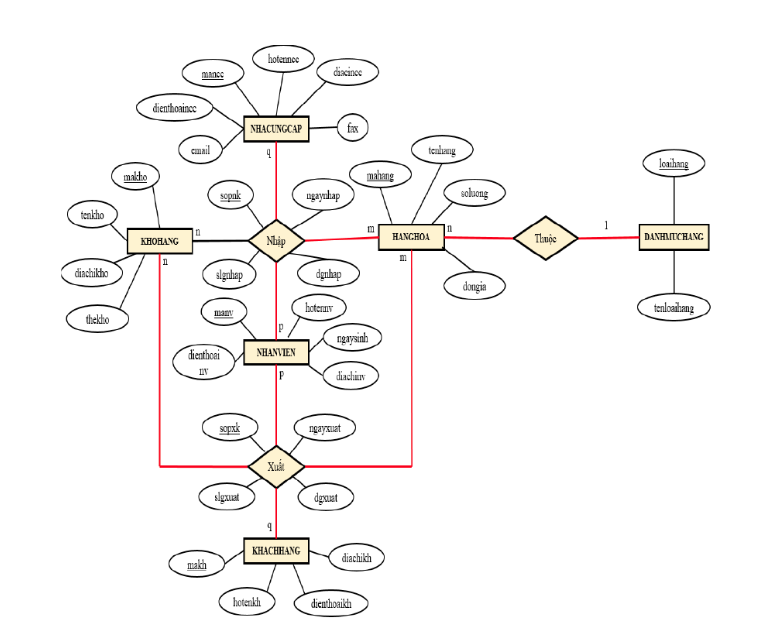 hotenncc
mancc
diacincc
dienthoaincc
NHACUNGCAP
fax
email
q
makho
sopnk
ngaynhap
mahang
tenhang
soluong
loaihang
tenkho
n
m
n
1
KHOHANG
Nhập
HANGHOA
Thuộc
DANHMUCHANG
n
m
diachikho
slgnhap
dgnhap
dongia
thekho
manv
hotennv
tenloaihang
p
dienthoai
nv
NHANVIEN
ngaysinh
p
diachinv
sopxk
ngayxuat
Xuất
slgxuat
dgxuat
q
KHACHHANG
diachikh
makh
hotenkh
dienthoaikh